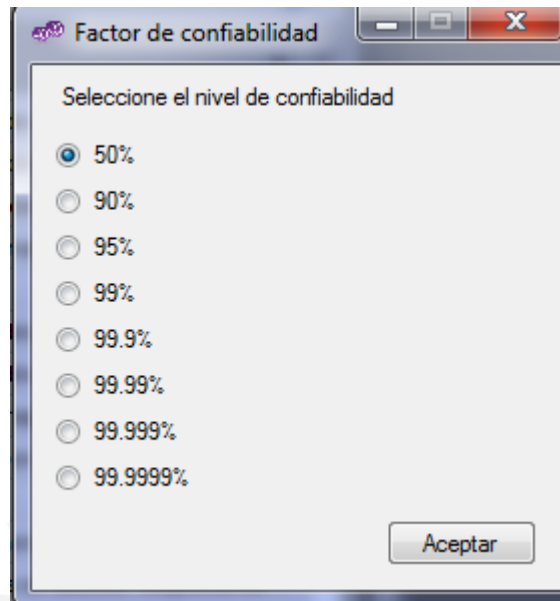 Factor de confiabilidad
Seleccione el nivel de confiabilidad
50%
90%
95%
99%
99.9%
99.99%
99.999%
99.9999%
Aceptar